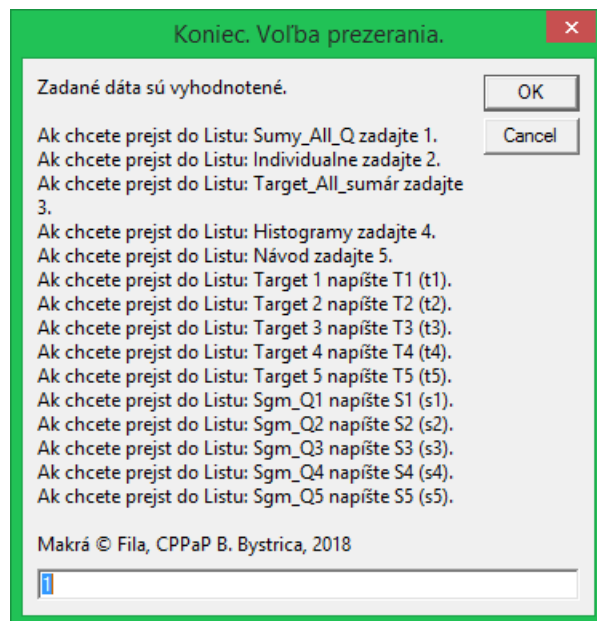 Koniec. Voľba prezerania.
Zadané dáta sú vyhodnotené.
OK
Cancel
Ak chcete prejst do Listu: Sumy_All_Q zadajte 1.
Ak chcete prejst do Listu: Individualne zadajte 2.
Ak chcete prejst do Listu: Target_All_sumár zadajte
3.
Ak chcete prejst do Listu: Histogramy zadajte 4.
Ak chcete prejst do Listu: Návod zadajte 5.
Ak chcete prejst do Listu: Target 1 napíšte T1 (t1).
Ak chcete prejst do Listu: Target 2 napíšte T2 (t2).
Ak chcete prejst do Listu: Target 3 napíšte T3 (t3).
Ak chcete prejst do Listu: Target 4 napíšte T4 (t4).
Ak chcete prejst do Listu: Target 5 napíšte T5 (t5).
Ak chcete prejst do Listu: Sgm_Q1 napíšte S1 (s1).
Ak chcete prejst do Listu: Sgm_Q2 napíšte S2 (s2).
Ak chcete prejst do Listu: Sgm_Q3 napíšte S3 (s3).
Ak chcete prejst do Listu: Sgm_Q4 napíšte S4 (s4).
Ak chcete prejst do Listu: Sgm_Q5 napíšte S5 (s5).
Makrá © Fila, CPPaP B. Bystrica, 2018
1